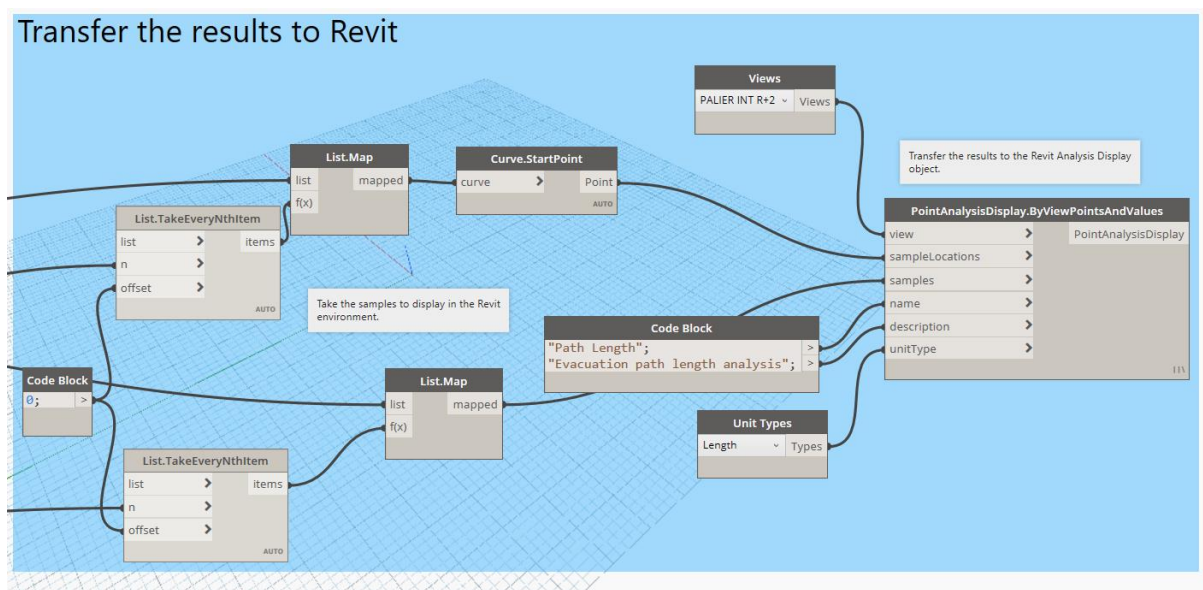 Transfer the results to Revit
Views
PALIER INT R+2 Views
Transfer the results to the Revit Analysis Display
object.
List.Map
list mapped
f(x)
Curve.StartPoint
curve > Point
AUTO
List.TakeEveryNthItem
list > items
n >
offset >
AUTO
PointAnalysisDisplay.ByViewPointsAndValues
view > PointAnalysisDisplay
sampleLocations >
samples >
name >
description >
unitType >
Take the samples to display in the Revit
environment.
Code Block
"Path Length"; >
"Evacuation path length analysis"; >
Code Block
0; >
List.Map
list mapped
f(x)
Unit Types
Length Types
List.TakeEveryNthItem
list > items
n >
offset >
AUTO